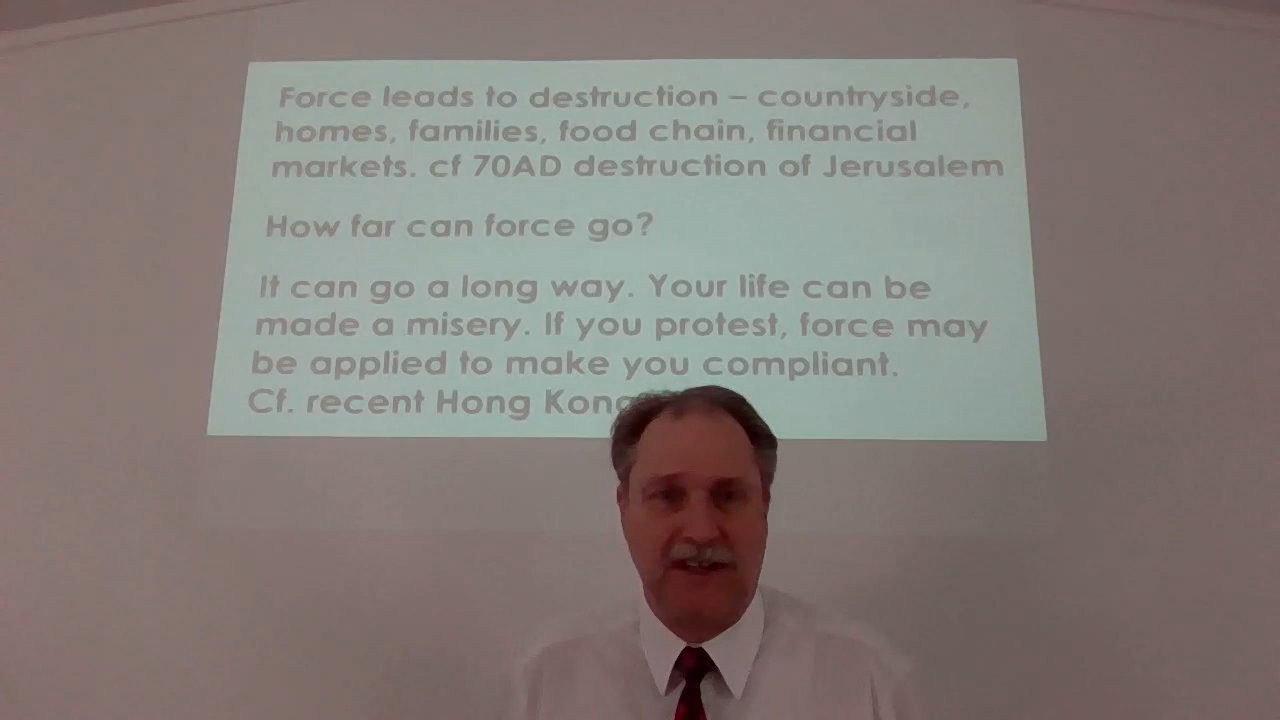 Force leads to destruction – countryside,
homes, families, food chain, financial
markets. cf 70AD destruction of Jerusalem
How far can force go?
It can go a long way. Your life can be
made a misery. If you protest, force may
be applied to make you compliant.
Cf. recent Hong